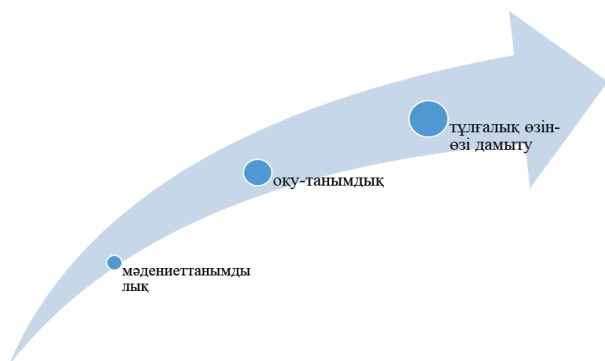 тұлғалық өзін-
өзі дамыту
оқу-танымдық
мәдениеттанымды
лық